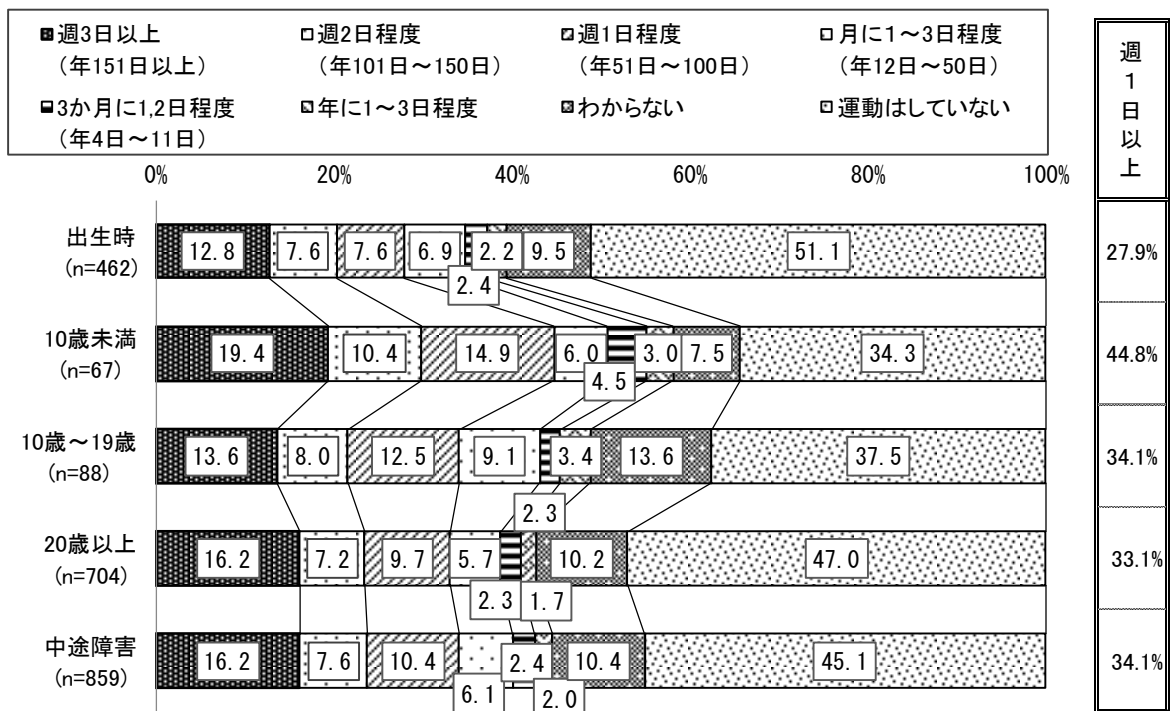 ■週3日以上
（年151日以上）
週2日程度
（年101日～150日）
週1日程度
（年51日～100日）
月に1～3日程度
（年12日～50日）
3か月に1,2日程度
（年4日～11日）
年に1～3日程度
わからない
運動はしていない
週1日以上
0% 20% 40% 60% 80% 100%
出生時
(n=462)
12.8 7.6 7.6 6.9 2.2 9.5 51.1
2.4
27.9%
10歳未満
(n=67)
19.4 10.4 14.9 6.0 3.0 7.5 34.3
4.5
44.8%
10歳～19歳
(n=88)
13.6 8.0 12.5 9.1 3.4 13.6 37.5
2.3
34.1%
20歳以上
(n=704)
16.2 7.2 9.7 5.7 10.2 47.0
2.3 1.7
33.1%
中途障害
(n=859)
16.2 7.6 10.4 2.4 10.4 45.1
6.1 2.0
34.1%